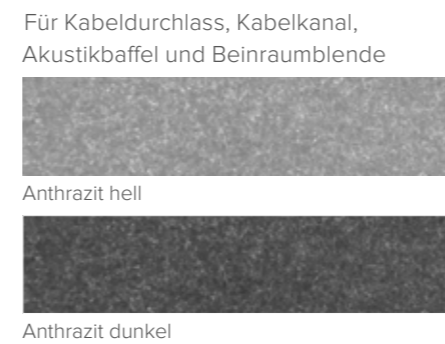 Für Kabeldurchlass, Kabelkanal,
Akustikbaffel und Beinraumblende
Anthrazit hell
Anthrazit dunkel